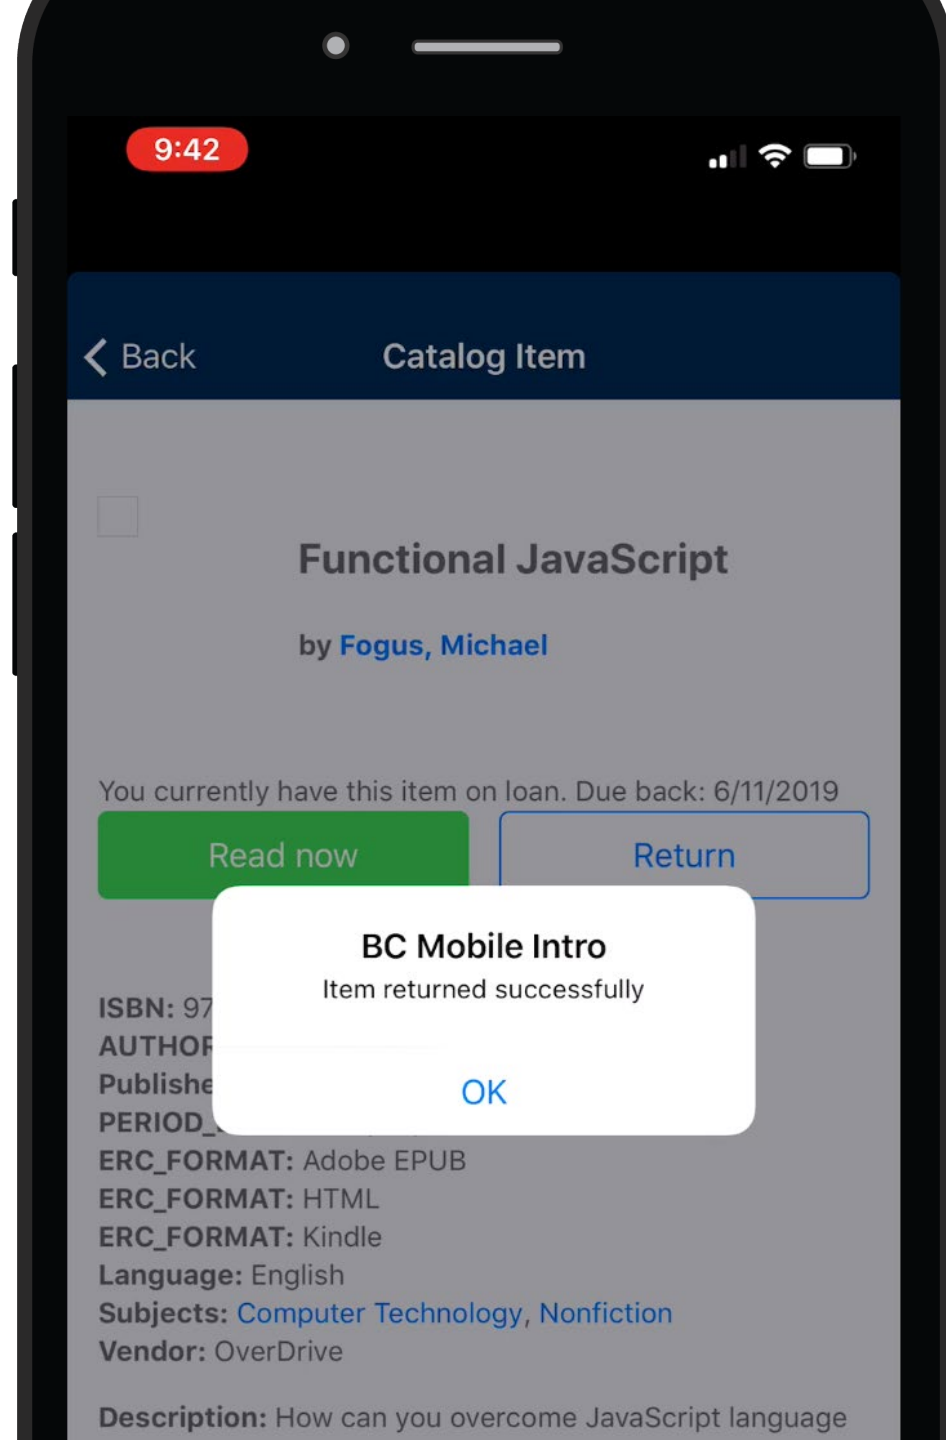 9:42
Back
Catalog Item
Functional JavaScript
by Fogus, Michael
You currently have this item on loan. Due back: 6/11/2019
Read now
Return
BC Mobile Intro
Item returned successfully
OK
ISBN: 97
AUTHOR
Publishe
PERIOD_
ERC_FORMAT: Adobe EPUB
ERC_FORMAT: HTML
ERC_FORMAT: Kindle
Language: English
Subjects: Computer Technology, Nonfiction
Vendor: OverDrive
Description: How can you overcome JavaScript language